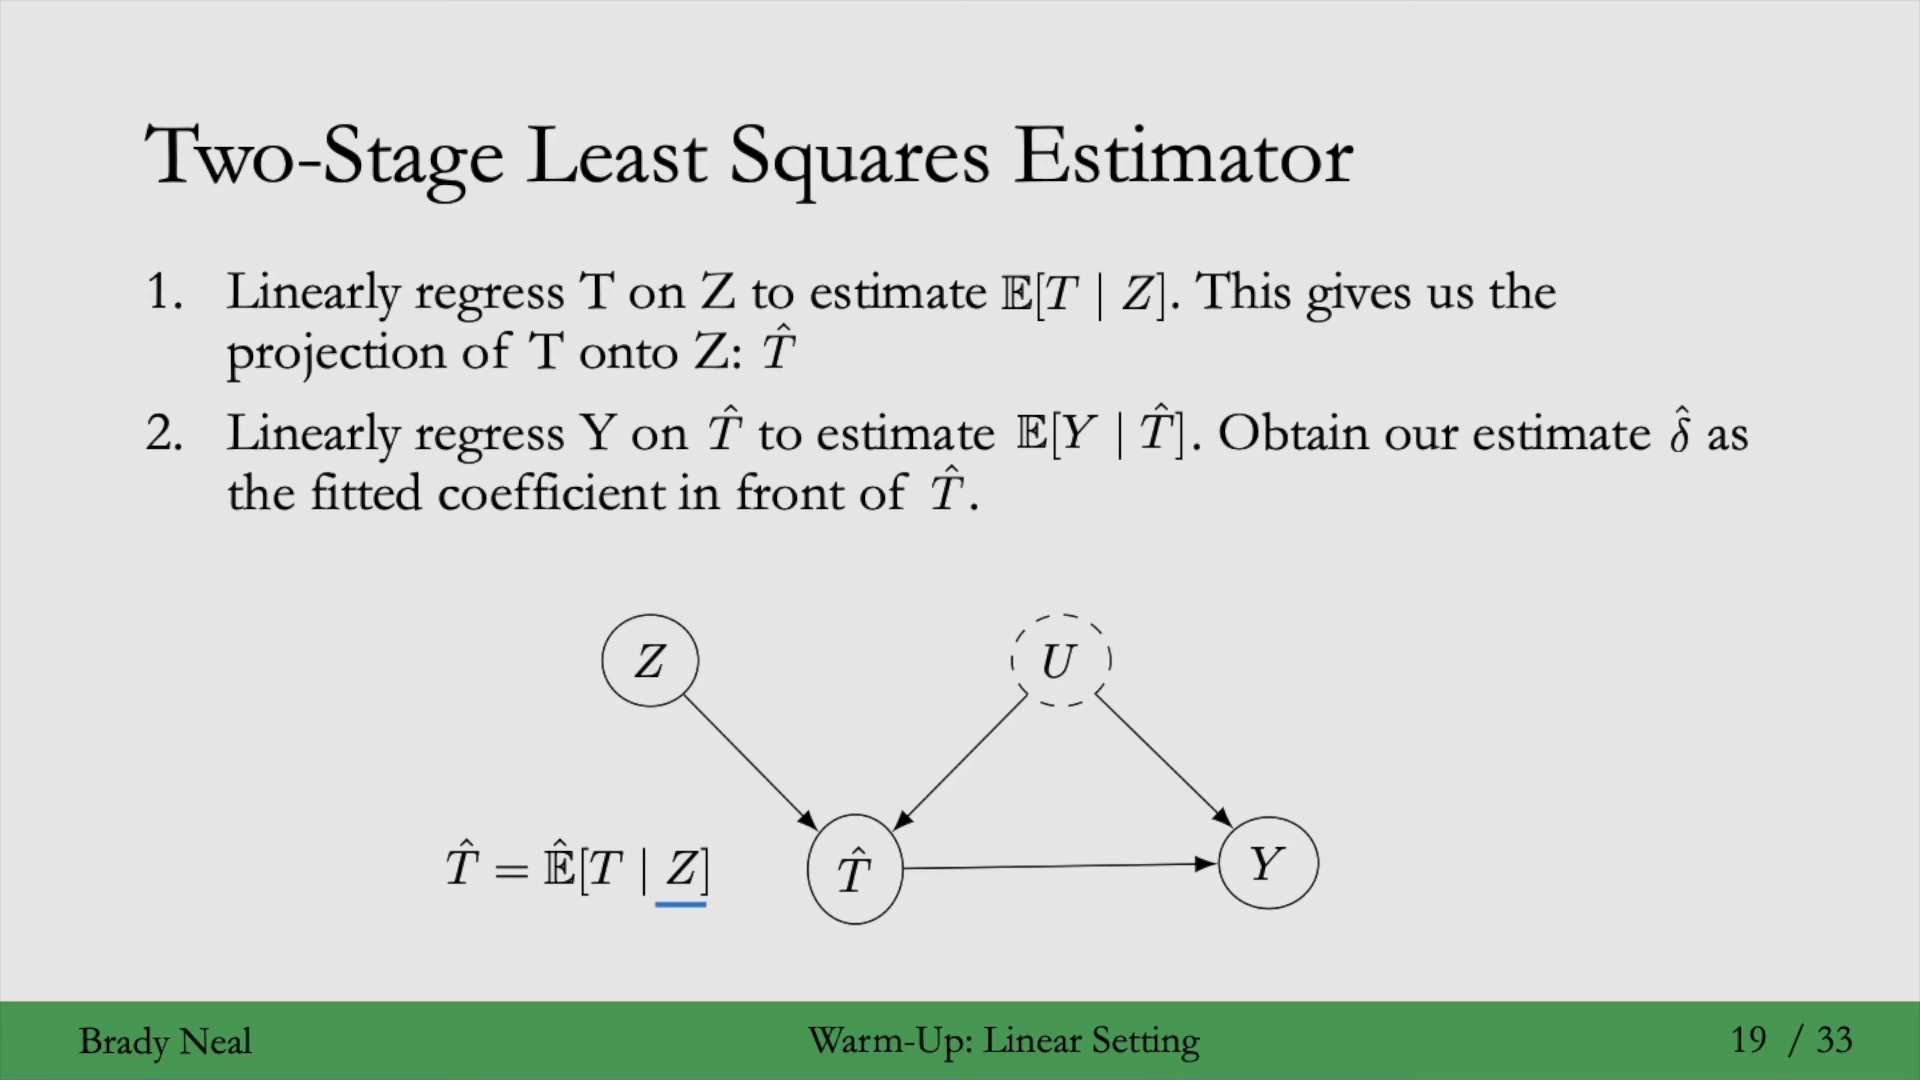 Two-Stage Least Squares Estimator
1. Linearly regress T on Z to estimate 𝔼[T | Z]. This gives us the
projection of T onto Z: T̂
2. Linearly regress Y on T̂ to estimate 𝔼[Y | T̂]. Obtain our estimate δ̂ as
the fitted coefficient in front of T̂.
Z
U
T̂ = 𝔼̂[T | Z]
T̂
Y
Brady Neal
Warm-Up: Linear Setting
19 / 33